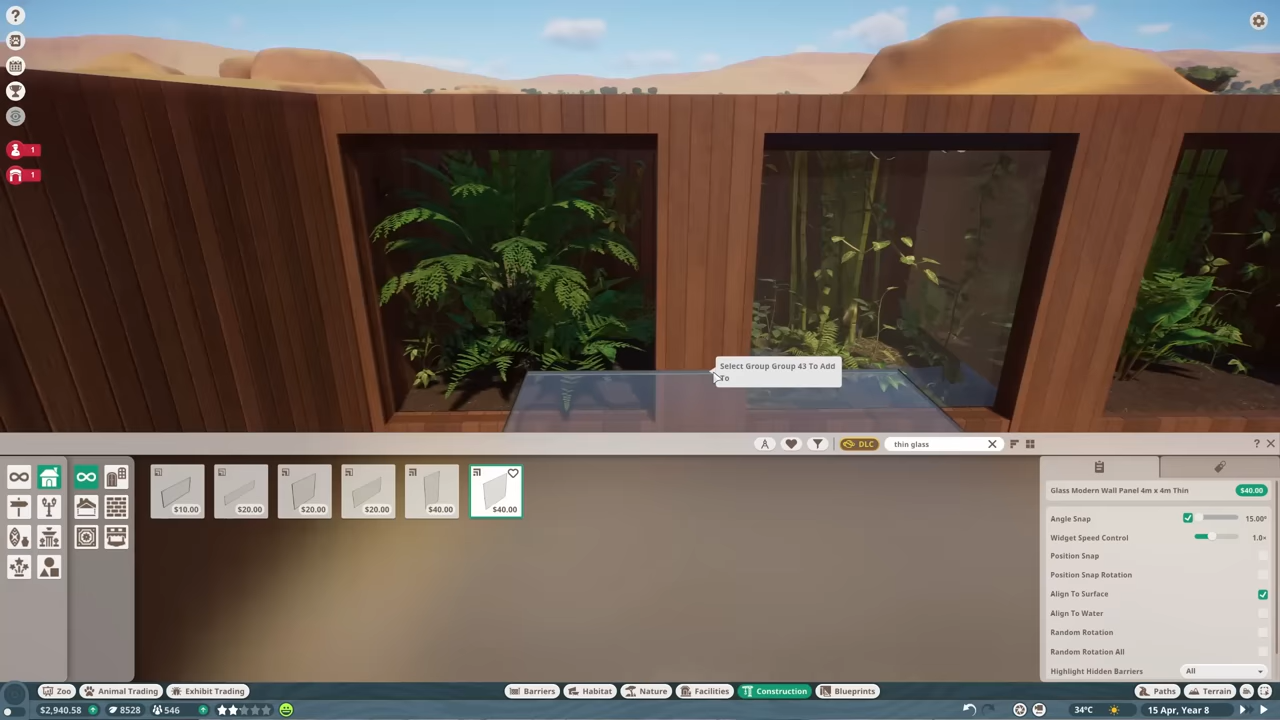 ?
1
1
Select Group Group 43 To Add
To
DLC
thin glass
?
$10.00
$20.00
$20.00
$20.00
$40.00
$40.00
Glass Modern Wall Panel 4m x 4m Thin
$40.00
Angle Snap
15.00°
Widget Speed Control
1.0×
Position Snap
Position Snap Rotation
Align To Surface
Align To Water
Random Rotation
Random Rotation All
Highlight Hidden Barriers
All
Zoo
Animal Trading
Exhibit Trading
Barriers
Habitat
Nature
Facilities
Construction
Blueprints
Paths
Terrain
$2,940.58
8528
546
34°C
15 Apr, Year 8